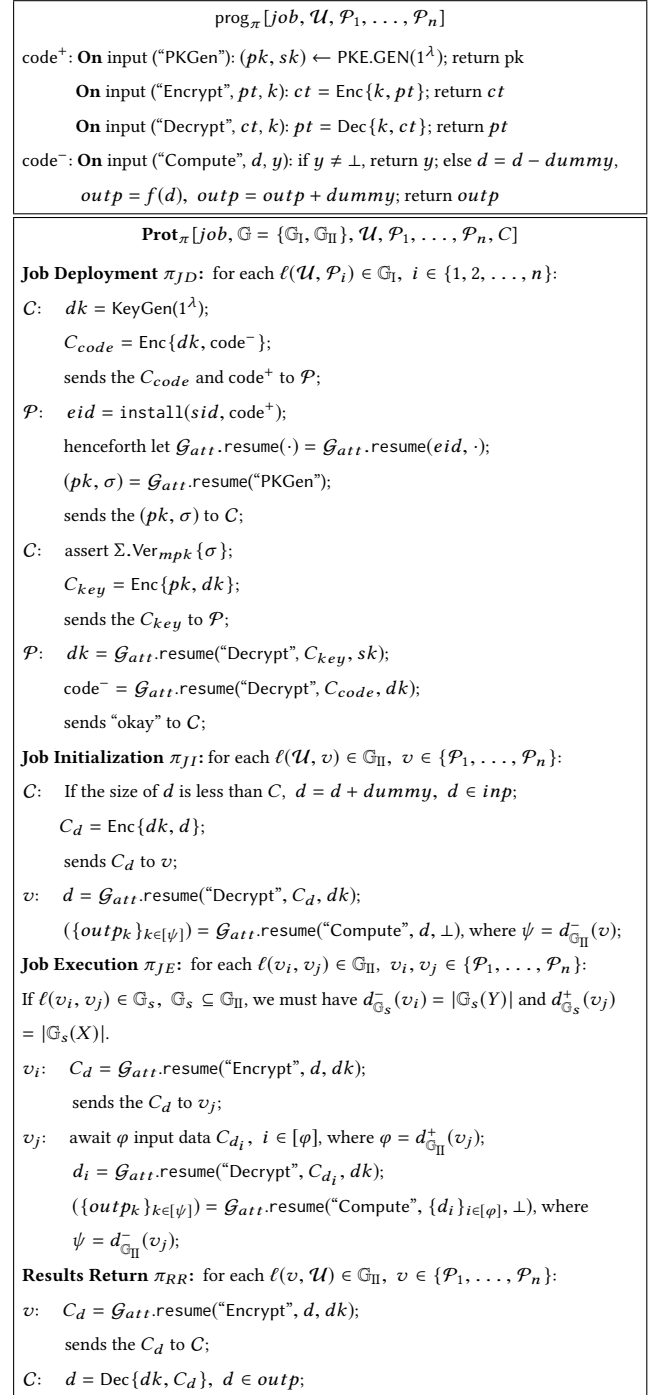 prog_π[job, 𝒰, 𝒫_1, . . . , 𝒫_n]
code^+: On input (“PKGen”): (pk, sk) ← PKE.GEN(1^λ); return pk
On input (“Encrypt”, pt, k): ct = Enc{k, pt}; return ct
On input (“Decrypt”, ct, k): pt = Dec{k, ct}; return pt
code^-: On input (“Compute”, d, y): if y ≠ ⊥, return y; else d = d − dummy,
outp = f(d), outp = outp + dummy; return outp
Prot_π[job, 𝔾 = {𝔾_I, 𝔾_II}, 𝒰, 𝒫_1, . . . , 𝒫_n, C]
Job Deployment π_JD: for each ℓ(𝒰, 𝒫_i) ∈ 𝔾_I, i ∈ {1, 2, . . . , n}:
C: dk = KeyGen(1^λ);
C_code = Enc{dk, code^-};
sends the C_code and code^+ to 𝒫;
𝒫: eid = install(sid, code^+);
henceforth let 𝒢_att.resume(·) = 𝒢_att.resume(eid, ·);
(pk, σ) = 𝒢_att.resume(“PKGen”);
sends the (pk, σ) to C;
C: assert Σ.Ver_mpk{σ};
C_key = Enc{pk, dk};
sends the C_key to 𝒫;
𝒫: dk = 𝒢_att.resume(“Decrypt”, C_key, sk);
code^- = 𝒢_att.resume(“Decrypt”, C_code, dk);
sends “okay” to C;
Job Initialization π_JI: for each ℓ(𝒰, v) ∈ 𝔾_II, v ∈ {𝒫_1, . . . , 𝒫_n}:
C: If the size of d is less than C, d = d + dummy, d ∈ inp;
C_d = Enc{dk, d};
sends C_d to v;
v: d = 𝒢_att.resume(“Decrypt”, C_d, dk);
({outp_k}_{k∈[ψ]}) = 𝒢_att.resume(“Compute”, d, ⊥), where ψ = d^-_{𝔾_II}(v);
Job Execution π_JE: for each ℓ(v_i, v_j) ∈ 𝔾_II, v_i, v_j ∈ {𝒫_1, . . . , 𝒫_n}:
If ℓ(v_i, v_j) ∈ 𝔾_s, 𝔾_s ⊆ 𝔾_II, we must have d^-_{𝔾_s}(v_i) = |𝔾_s(Y)| and d^+_{𝔾_s}(v_j)
= |𝔾_s(X)|.
v_i: C_d = 𝒢_att.resume(“Encrypt”, d, dk);
sends the C_d to v_j;
v_j: await φ input data C_{d_i}, i ∈ [φ], where φ = d^+_{𝔾_II}(v_j);
d_i = 𝒢_att.resume(“Decrypt”, C_{d_i}, dk);
({outp_k}_{k∈[ψ]}) = 𝒢_att.resume(“Compute”, {d_i}_{i∈[φ]}, ⊥), where
ψ = d^-_{𝔾_II}(v_j);
Results Return π_RR: for each ℓ(v, 𝒰) ∈ 𝔾_II, v ∈ {𝒫_1, . . . , 𝒫_n}:
v: C_d = 𝒢_att.resume(“Encrypt”, d, dk);
sends the C_d to C;
C: d = Dec{dk, C_d}, d ∈ outp;